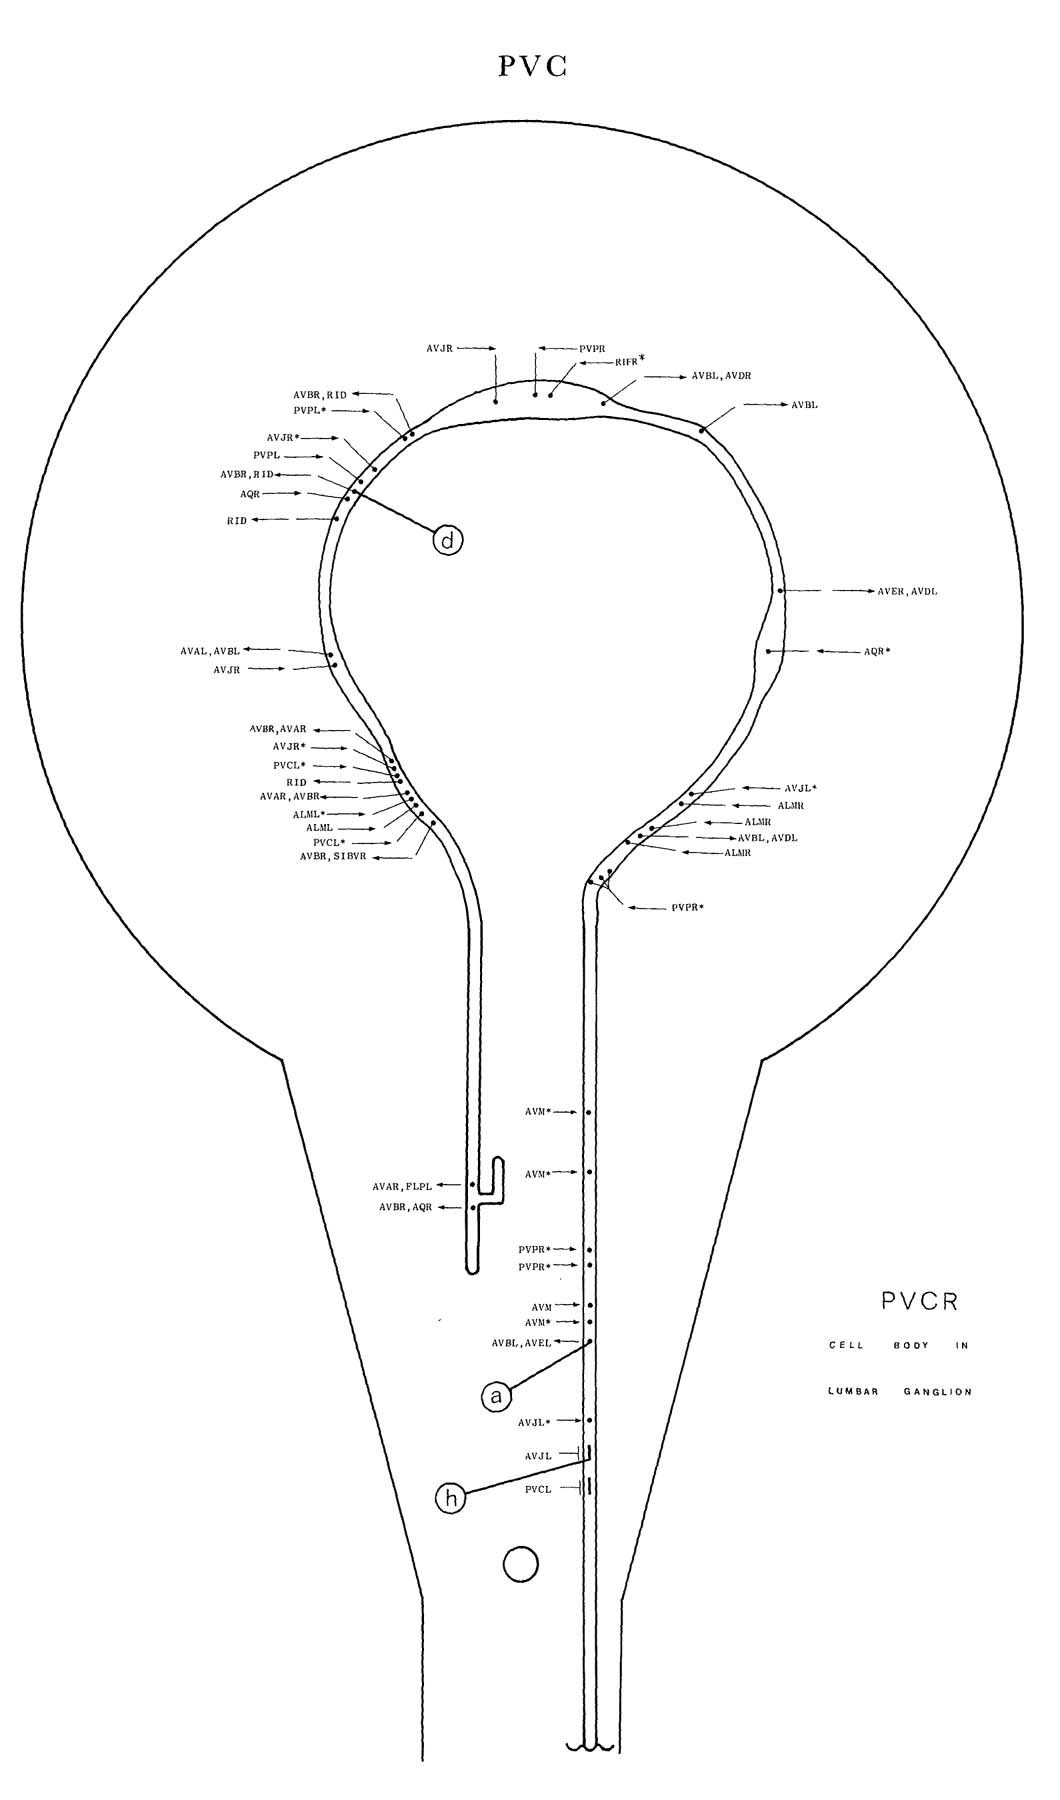 PVC
AVJR
PVPR
RIFR*
AVBL,AVDR
AVBR,RID
AVBL
PVPL*
AVJR*
PVPL
AVBR,RID
AQR
RID
d
AVER,AVDL
AVAL,AVBL
AQR*
AVJR
AVBR,AVAR
AVJR*
PVCL*
RID
AVJL*
AVAR,AVBR
ALMR
ALML*
ALMR
ALML
AVBL,AVDL
PVCL*
ALMR
AVBR,SIBVR
PVPR*
AVM*
AVM*
AVAR,FLPL
AVBR,AQR
PVPR*
PVPR*
PVCR
AVM
AVM*
AVBL,AVEL
CELL BODY IN
LUMBAR GANGLION
a
AVJL*
AVJL
PVCL
h